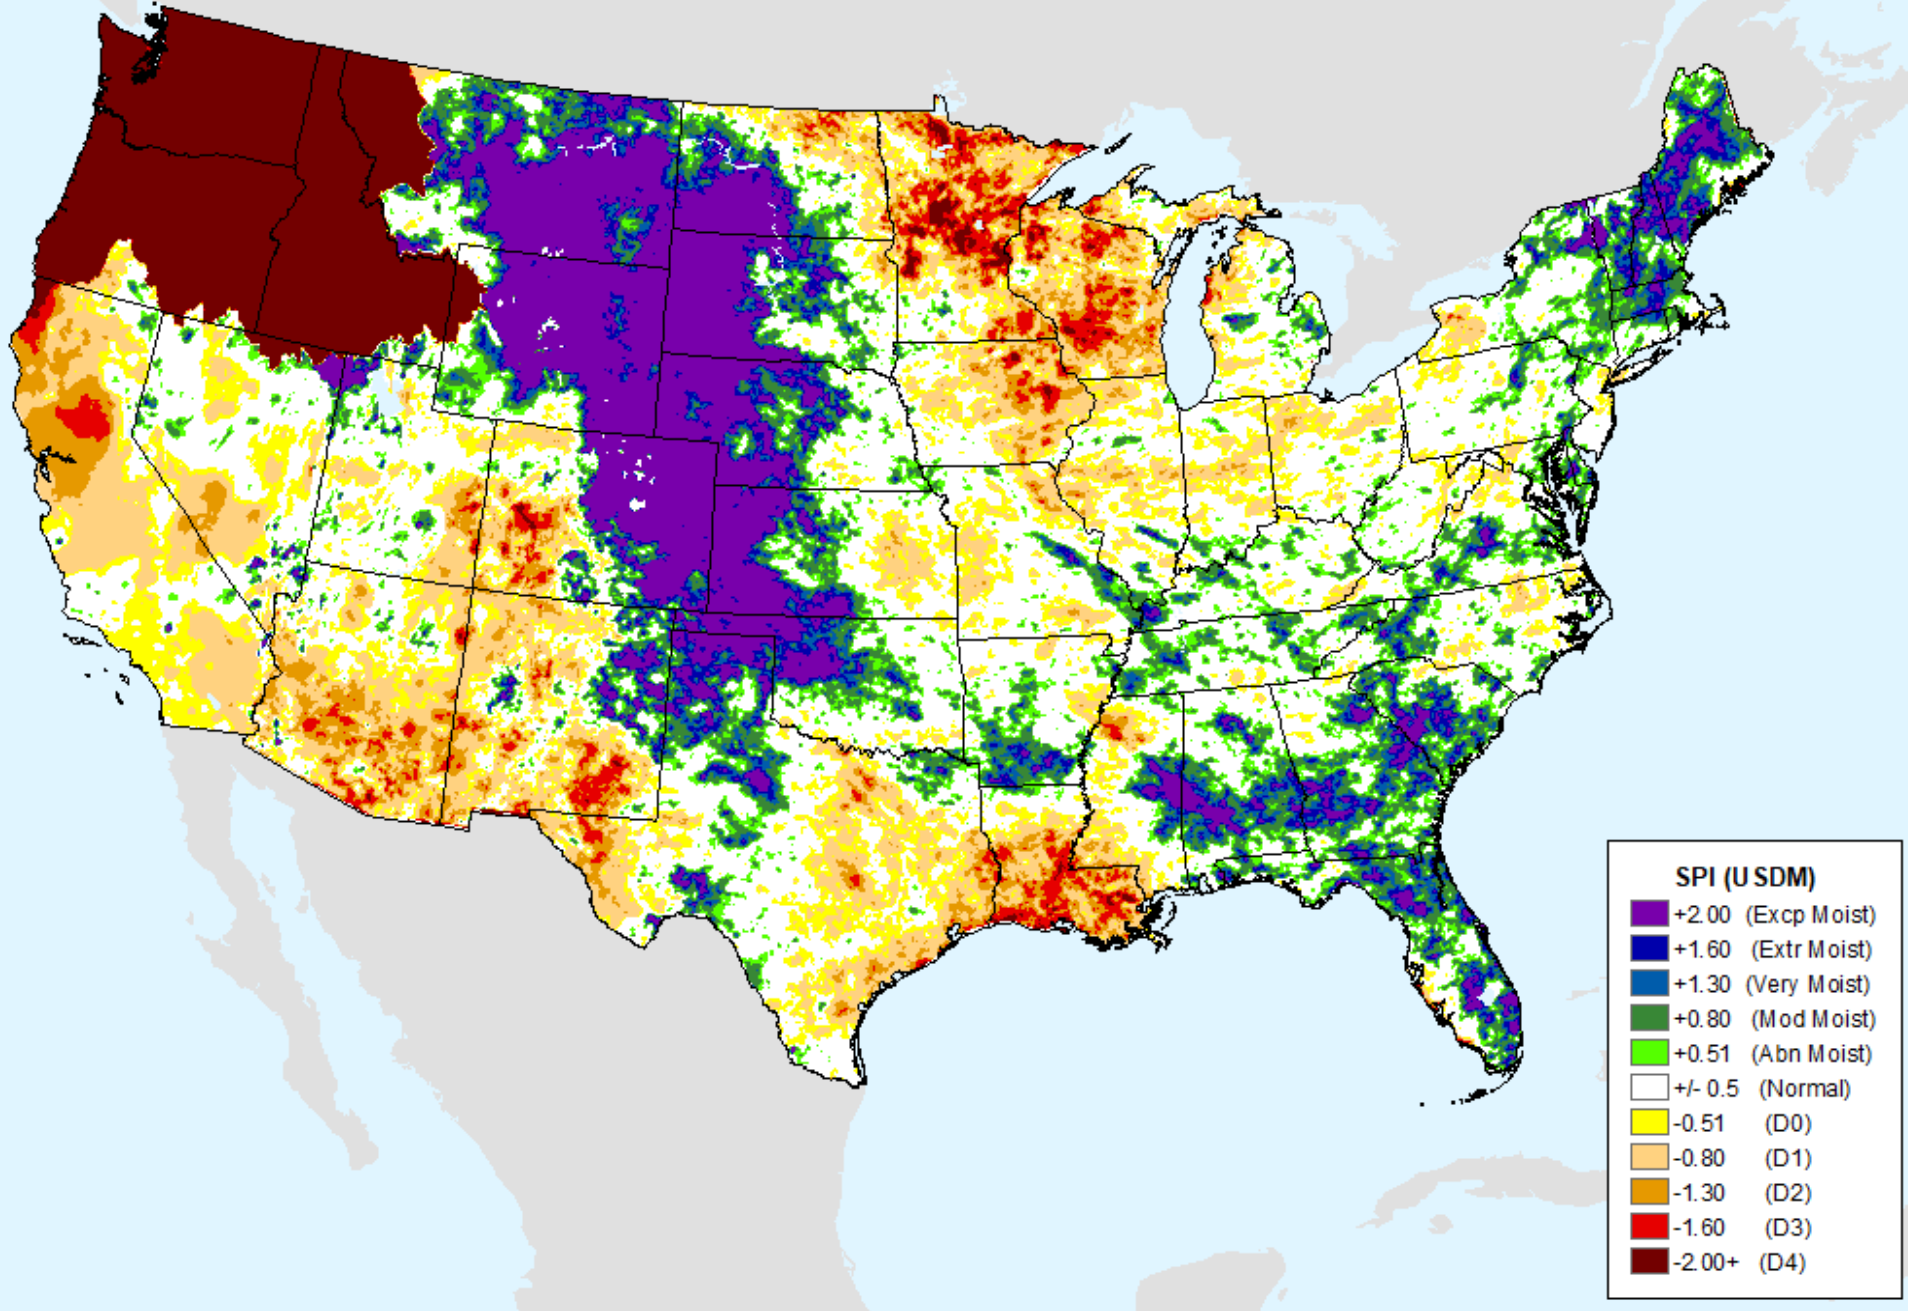 SPI (USDM)
+2.00 (Excp Moist)
+1.60 (Extr Moist)
+1.30 (Very Moist)
+0.80 (Mod Moist)
+0.51 (Abn Moist)
+/- 0.5 (Normal)
-0.51 (D0)
-0.80 (D1)
-1.30 (D2)
-1.60 (D3)
-2.00+ (D4)